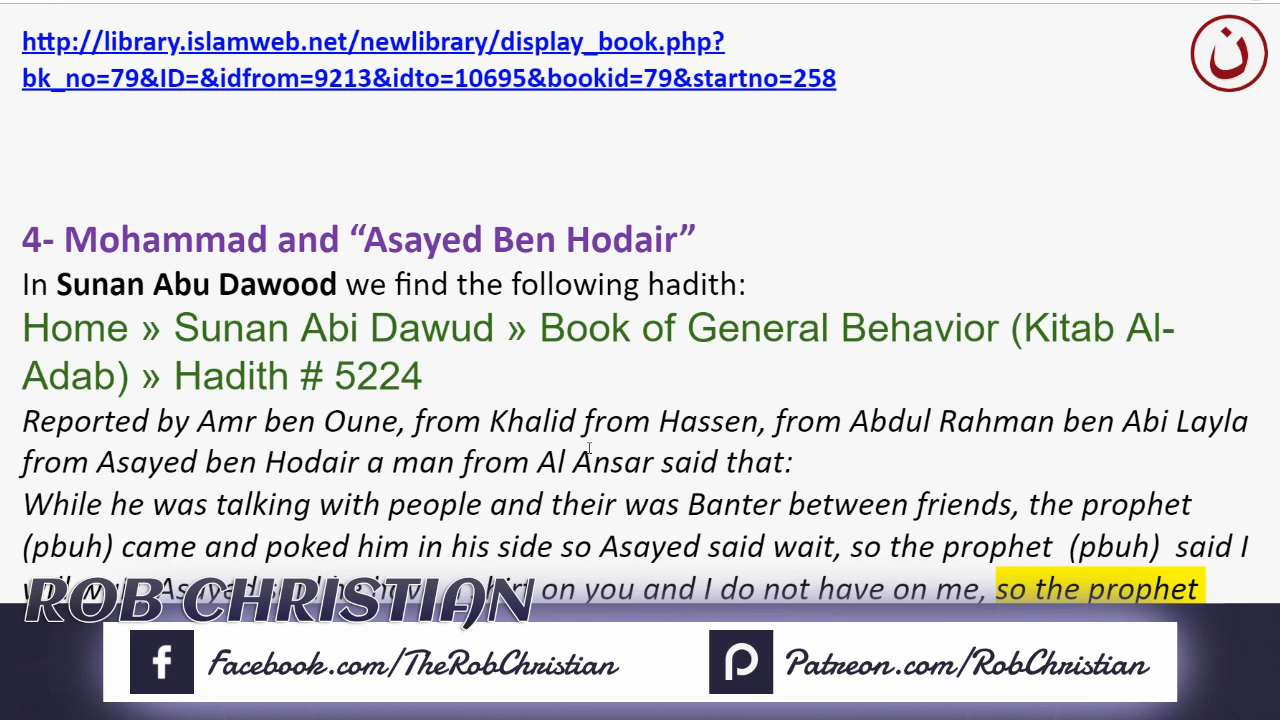 http://library.islamweb.net/newlibrary/display_book.php?
bk_no=79&ID=&idfrom=9213&idto=10695&bookid=79&startno=258
ن
4- Mohammad and “Asayed Ben Hodair”
In Sunan Abu Dawood we find the following hadith:
Home » Sunan Abi Dawud » Book of General Behavior (Kitab Al-
Adab) » Hadith # 5224
Reported by Amr ben Oune, from Khalid from Hassen, from Abdul Rahman ben Abi Layla
from Asayed ben Hodair a man from Al Ansar said that:
While he was talking with people and their was Banter between friends, the prophet
(pbuh) came and poked him in his side so Asayed said wait, so the prophet (pbuh) said I
on you and I do not have on me, so the prophet
ROB CHRISTIAN
Facebook.com/TheRobChristian
Patreon.com/RobChristian